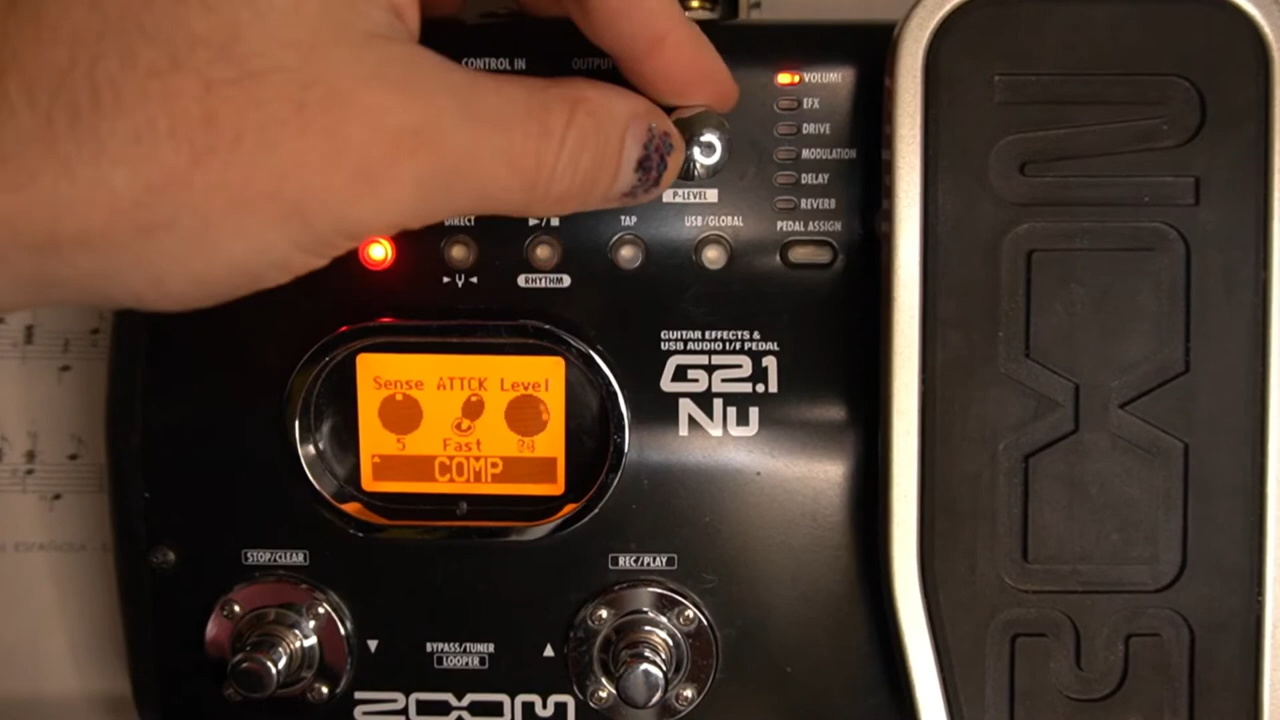 CONTROL IN OUTPUT
VOLUME
EFX
DRIVE
MODULATION
DELAY
REVERB
P-LEVEL
DIRECT TAP USB/GLOBAL PEDAL ASSIGN
RHYTHM
GUITAR EFFECTS &
USB AUDIO I/F PEDAL
G2.1
Nu
Sense ATTCK Level
5 Fast
COMP
ESPAÑOLA
STOP/CLEAR REC/PLAY
BYPASS/TUNER
LOOPER
ZOOM
ZOOM